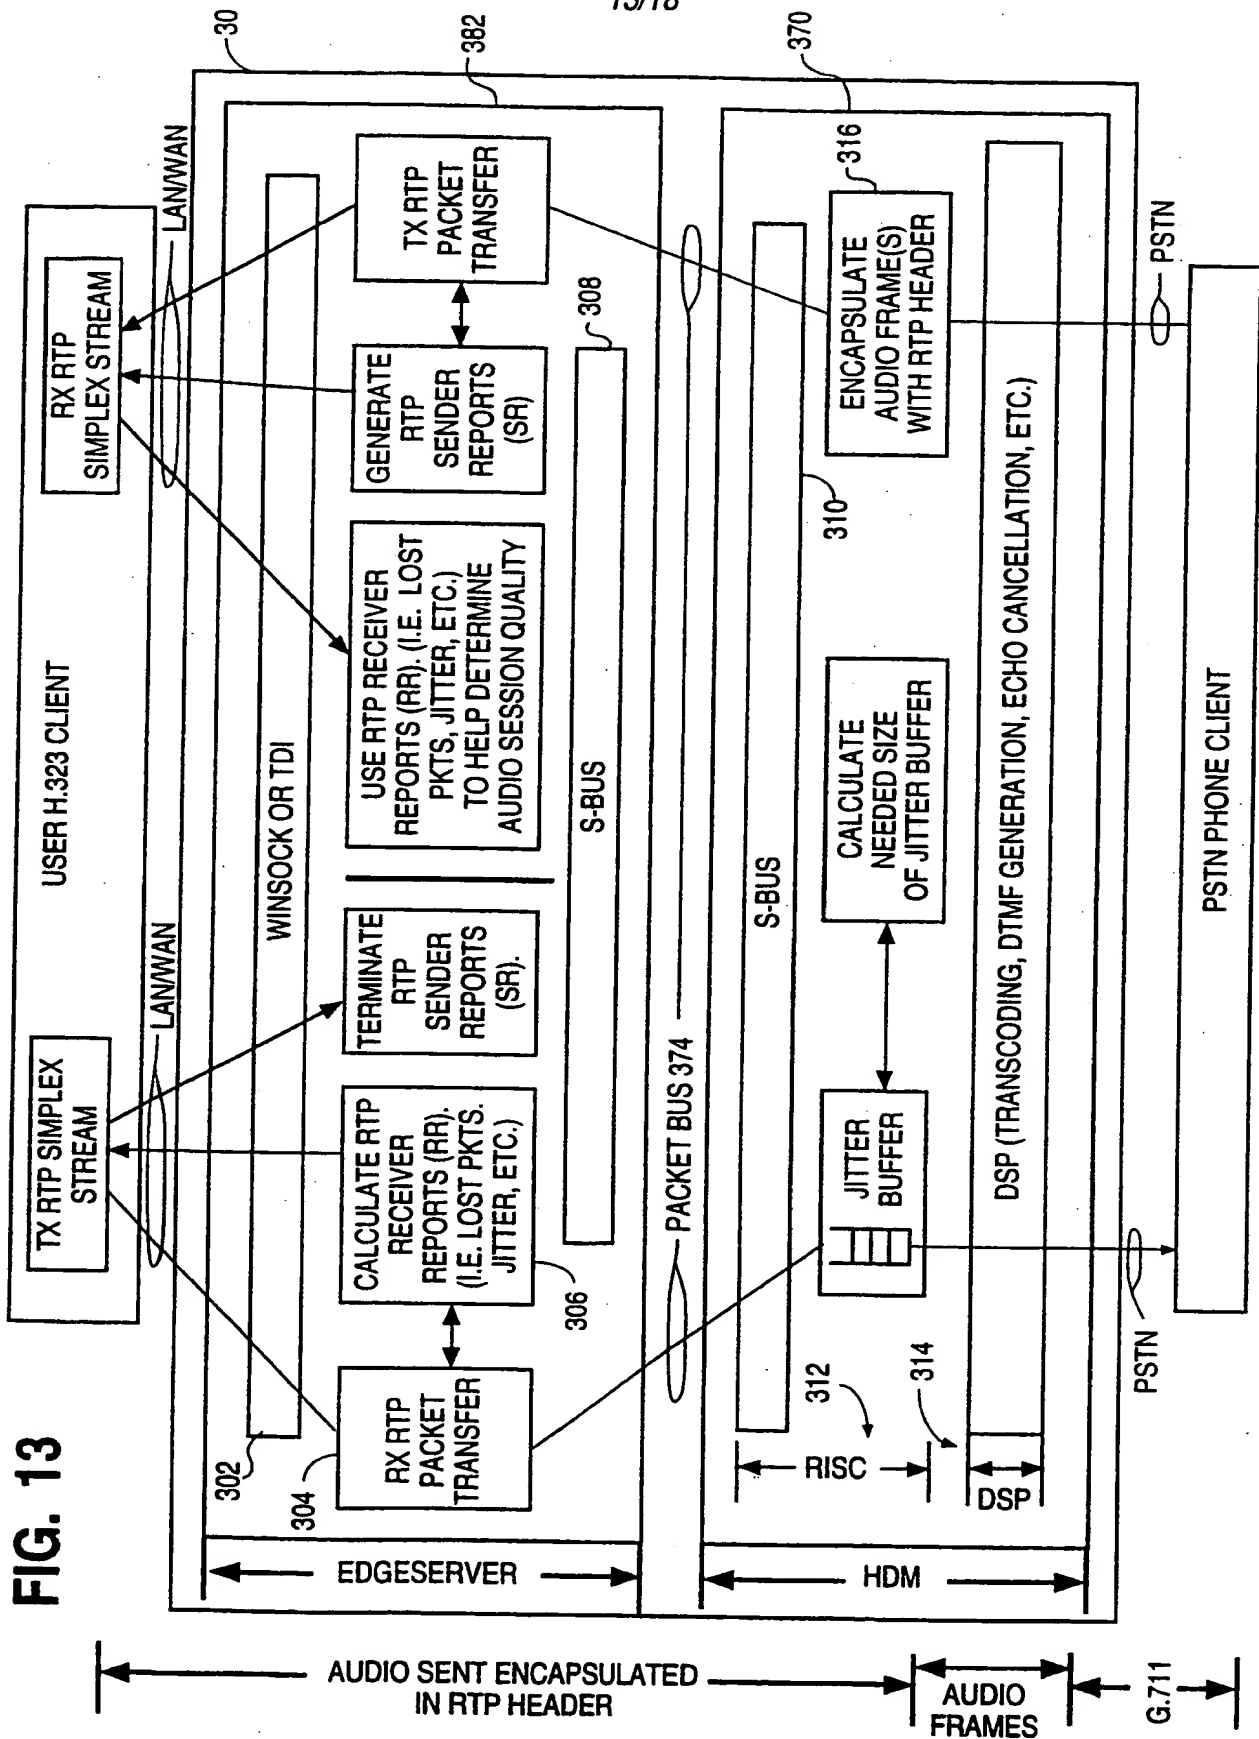 13/18
FIG. 13
USER H.323 CLIENT
TX RTP SIMPLEX
STREAM
RX RTP
SIMPLEX STREAM
LAN/WAN
LAN/WAN
30
382
302
WINSOCK OR TDI
304
RX RTP
PACKET
TRANSFER
CALCULATE RTP
RECEIVER
REPORTS (RR).
(I.E. LOST PKTS.
JITTER, ETC.)
306
TERMINATE
RTP
SENDER
REPORTS
(SR).
USE RTP RECEIVER
REPORTS (RR). (I.E. LOST
PKTS, JITTER, ETC.)
TO HELP DETERMINE
AUDIO SESSION QUALITY
GENERATE
RTP
SENDER
REPORTS
(SR)
TX RTP
PACKET
TRANSFER
S-BUS
308
EDGESERVER
PACKET BUS 374
370
S-BUS
310
RISC
312
JITTER
BUFFER
CALCULATE
NEEDED SIZE
OF JITTER BUFFER
ENCAPSULATE
AUDIO FRAME(S)
WITH RTP HEADER
316
314
DSP
DSP (TRANSCODING, DTMF GENERATION, ECHO CANCELLATION, ETC.)
HDM
PSTN
PSTN
PSTN PHONE CLIENT
AUDIO SENT ENCAPSULATED
IN RTP HEADER
AUDIO
FRAMES
G.711